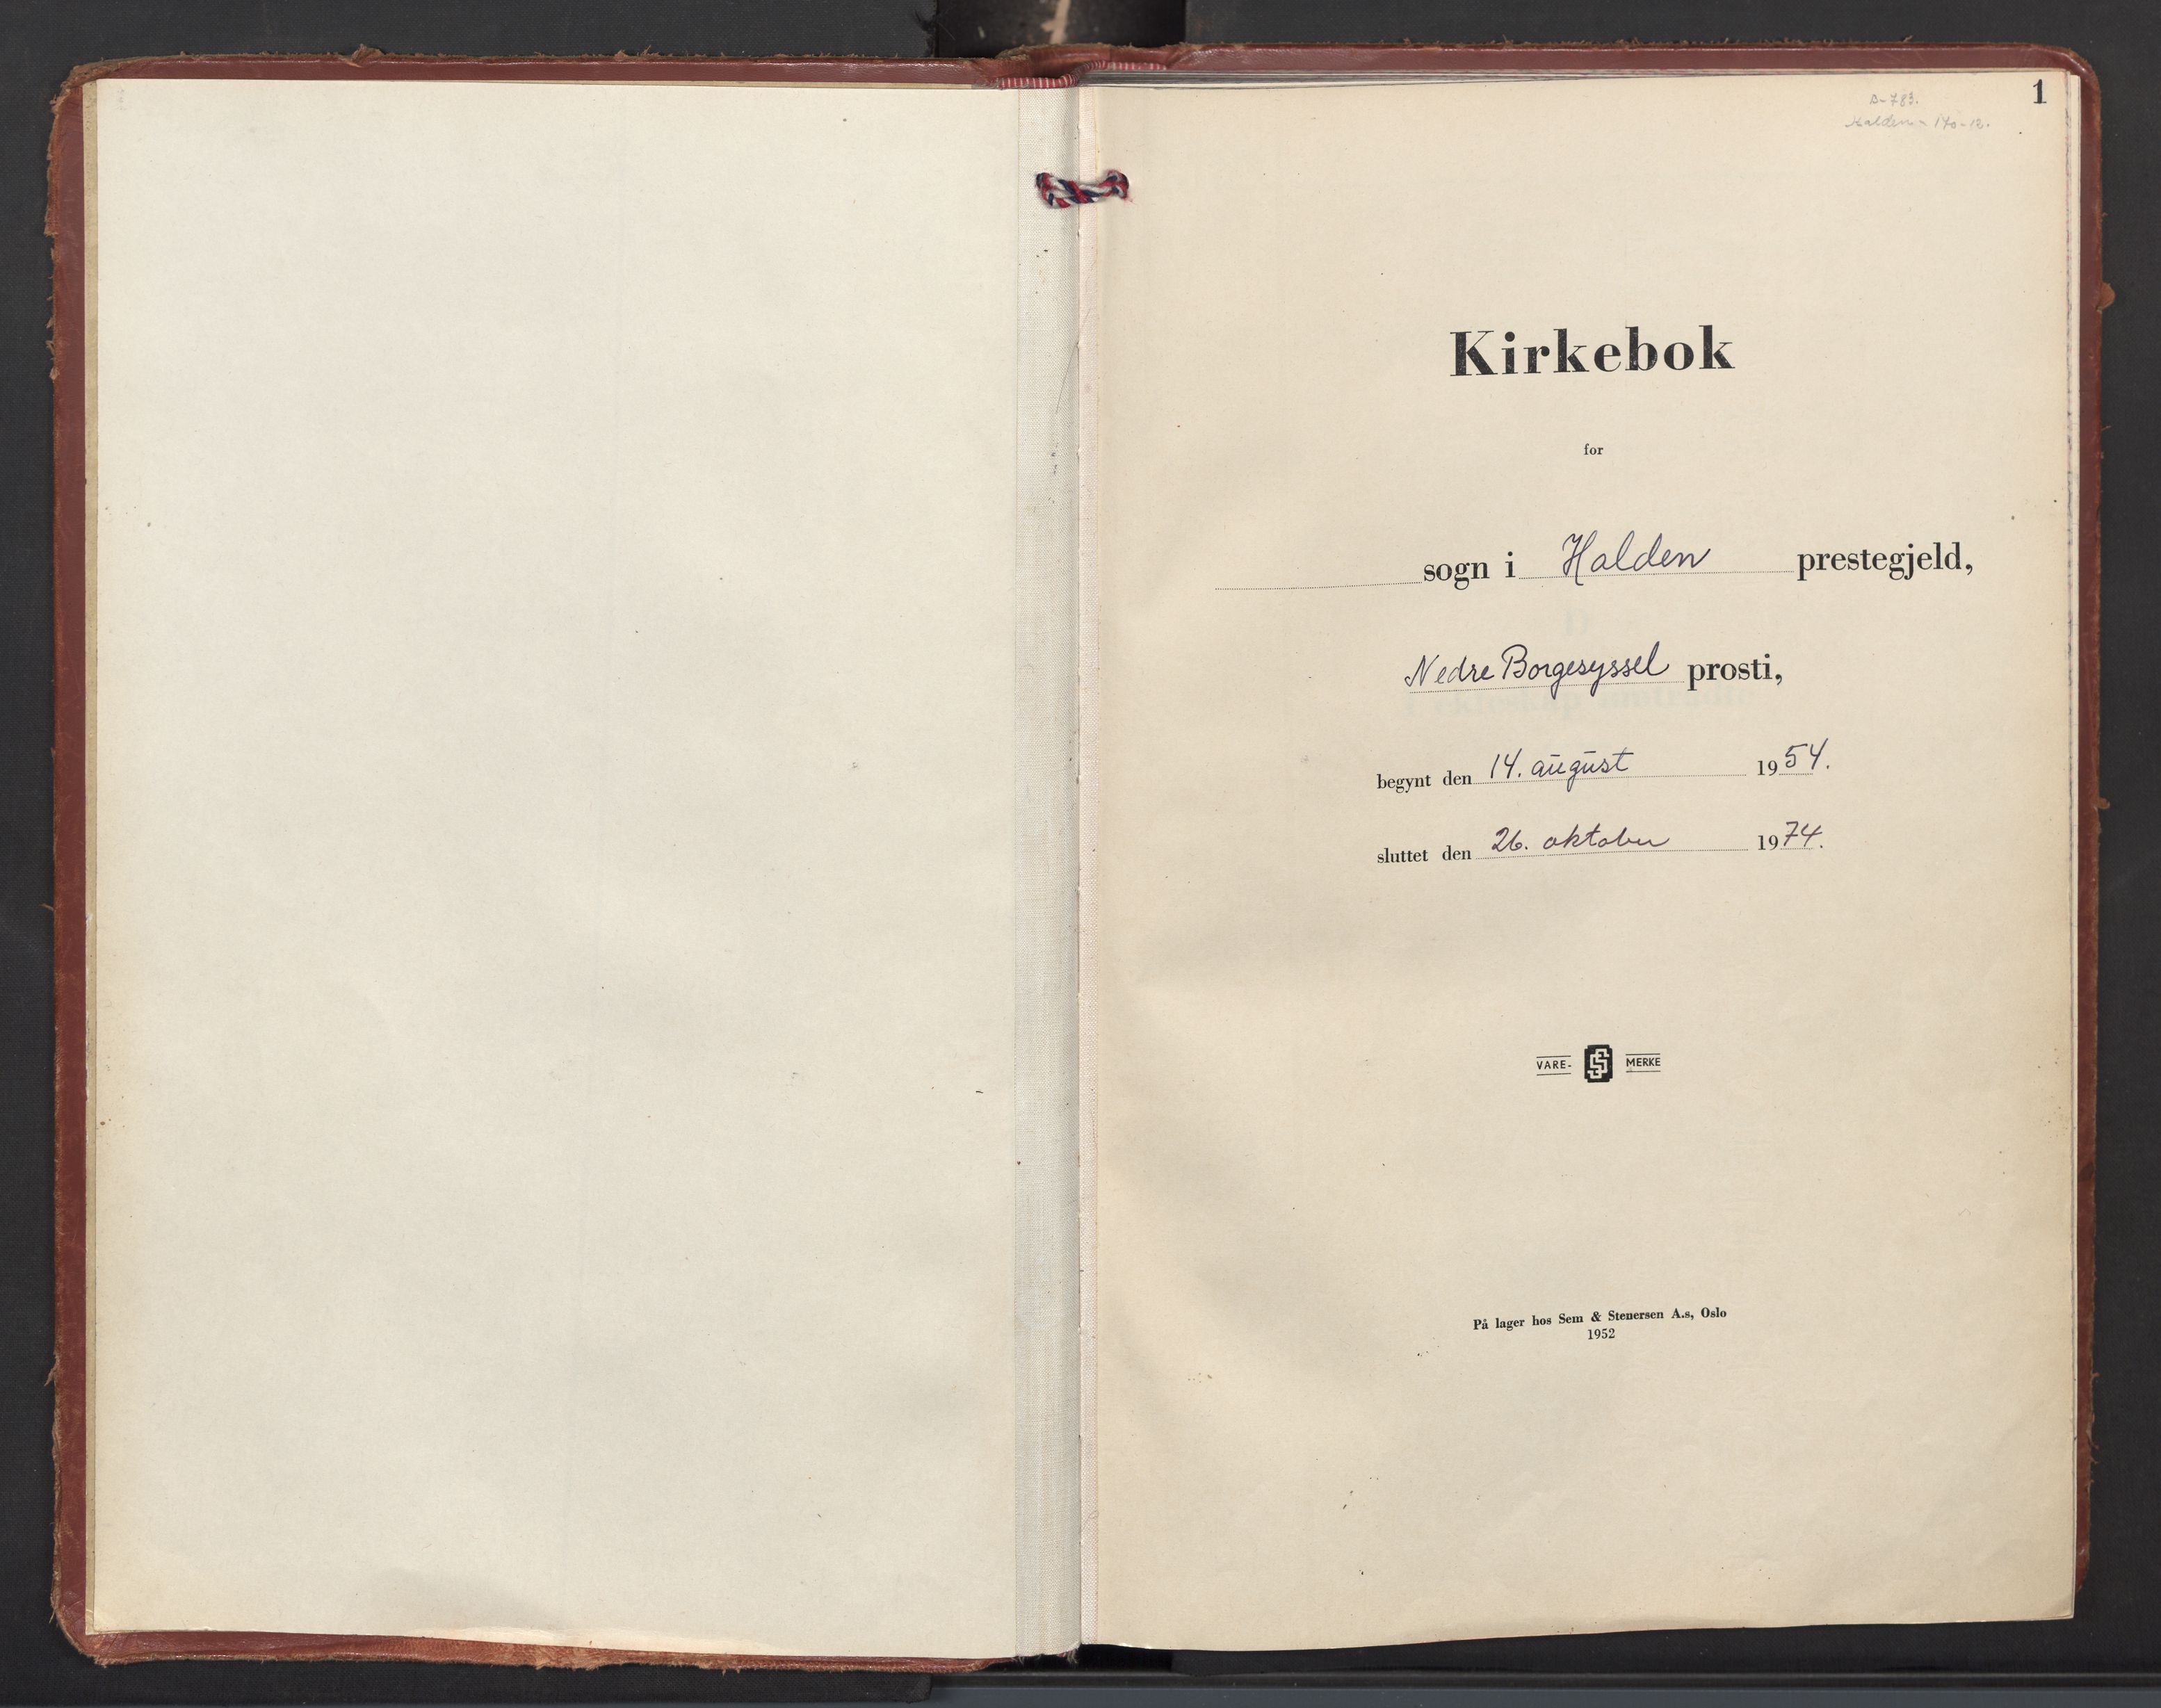 1
D-783.
Halden - 140-12.
Kirkebok
for
sogn i Halden prestegjeld,
Nedre Borgesyssel prosti,
begynt den 14. august 1954.
sluttet den 26. oktober 1974.
VARE- SS MERKE
På lager hos Sem & Stenersen A.s, Oslo
1952